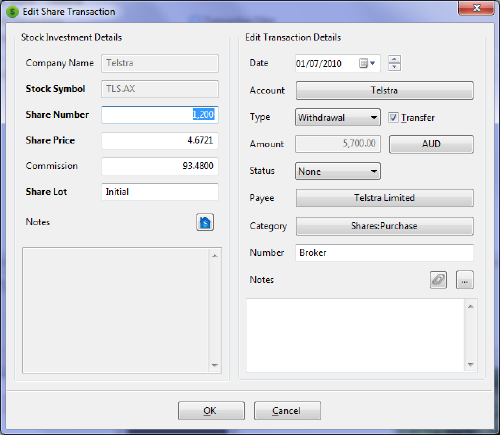 Edit Share Transaction
Stock Investment Details
Company Name Telstra
Stock Symbol TLS.AX
Share Number 1,200
Share Price 4.6721
Commission 93.4800
Share Lot Initial
Notes
Edit Transaction Details
Date 01/07/2010
Account Telstra
Type Withdrawal Transfer
Amount 5,700.00 AUD
Status None
Payee Telstra Limited
Category Shares:Purchase
Number Broker
Notes ...
OK Cancel